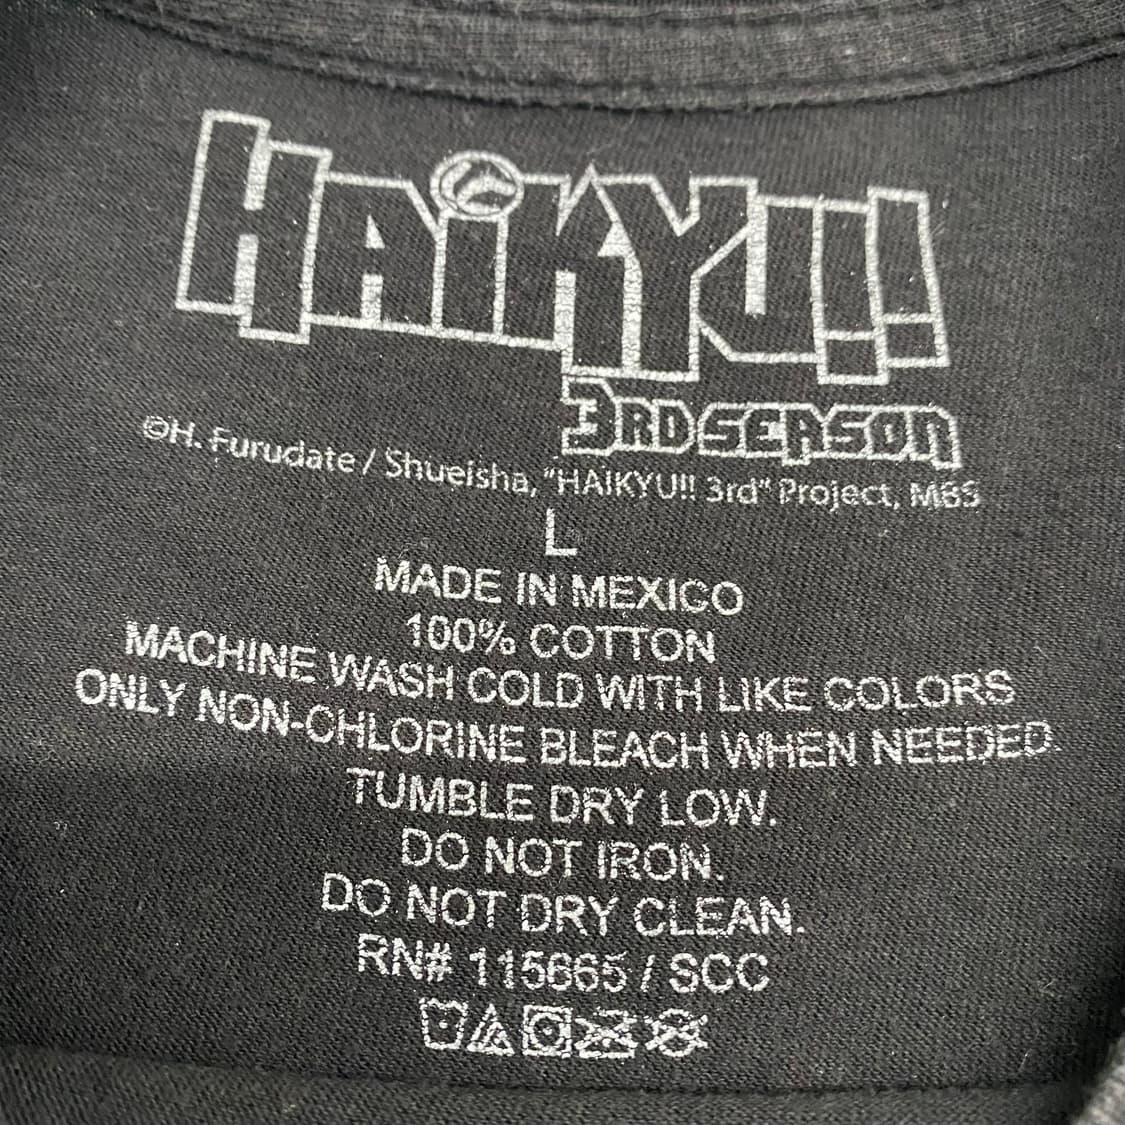 HAiKYU!!
3RD SEASON
©H. Furudate / Shueisha, "HAIKYU!! 3rd" Project, MBS
L
MADE IN MEXICO
100% COTTON
MACHINE WASH COLD WITH LIKE COLORS
ONLY NON-CHLORINE BLEACH WHEN NEEDED.
TUMBLE DRY LOW.
DO NOT IRON.
DO NOT DRY CLEAN.
RN# 115665 / SCC